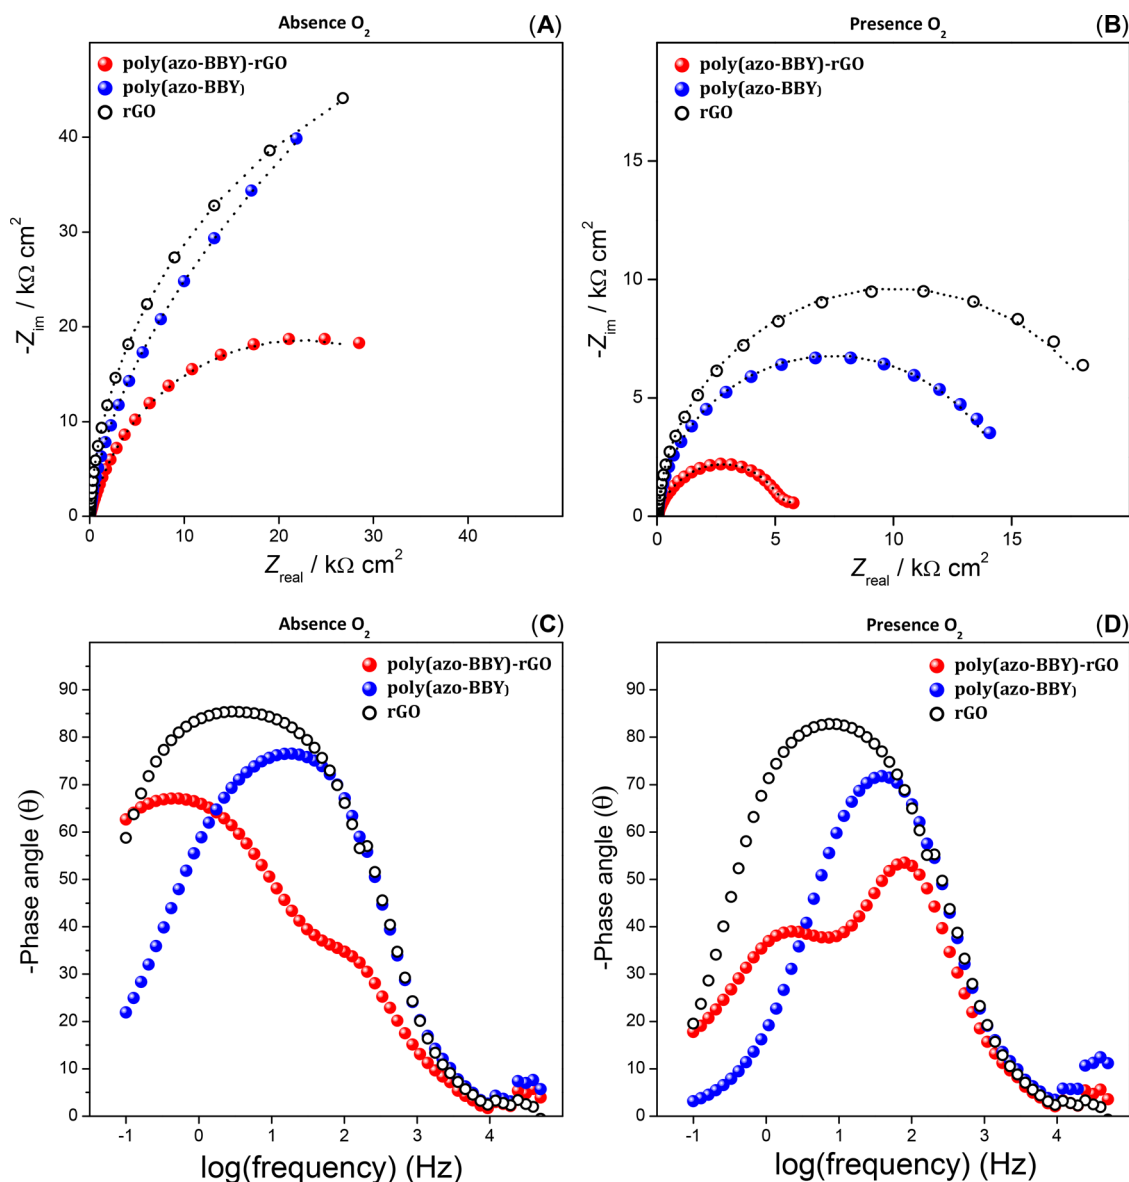 Absence O2
(A)
poly(azo-BBY)-rGO
poly(azo-BBY)
rGO
40
30
20
10
0
-Zim / kΩ cm2
0 10 20 30 40
Zreal / kΩ cm2
Presence O2
(B)
poly(azo-BBY)-rGO
poly(azo-BBY)
rGO
15
10
5
0
-Zim / kΩ cm2
0 5 10 15
Zreal / kΩ cm2
Absence O2
(C)
poly(azo-BBY)-rGO
poly(azo-BBY)
rGO
90
80
70
60
50
40
30
20
10
0
-Phase angle (θ)
-1 0 1 2 3 4
log(frequency) (Hz)
Presence O2
(D)
poly(azo-BBY)-rGO
poly(azo-BBY)
rGO
90
80
70
60
50
40
30
20
10
0
-Phase angle (θ)
-1 0 1 2 3 4
log(frequency) (Hz)